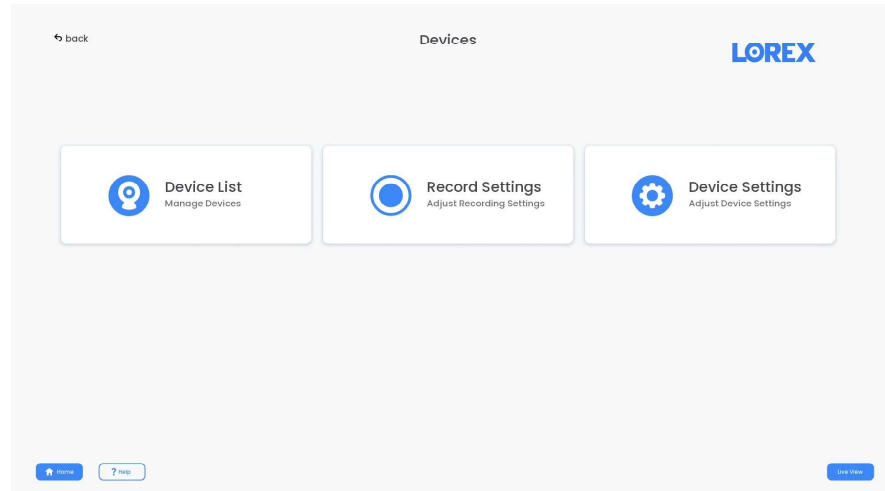 back
Devices
LOREX
Device List
Manage Devices
Record Settings
Adjust Recording Settings
Device Settings
Adjust Device Settings
Home
? Help
Live View